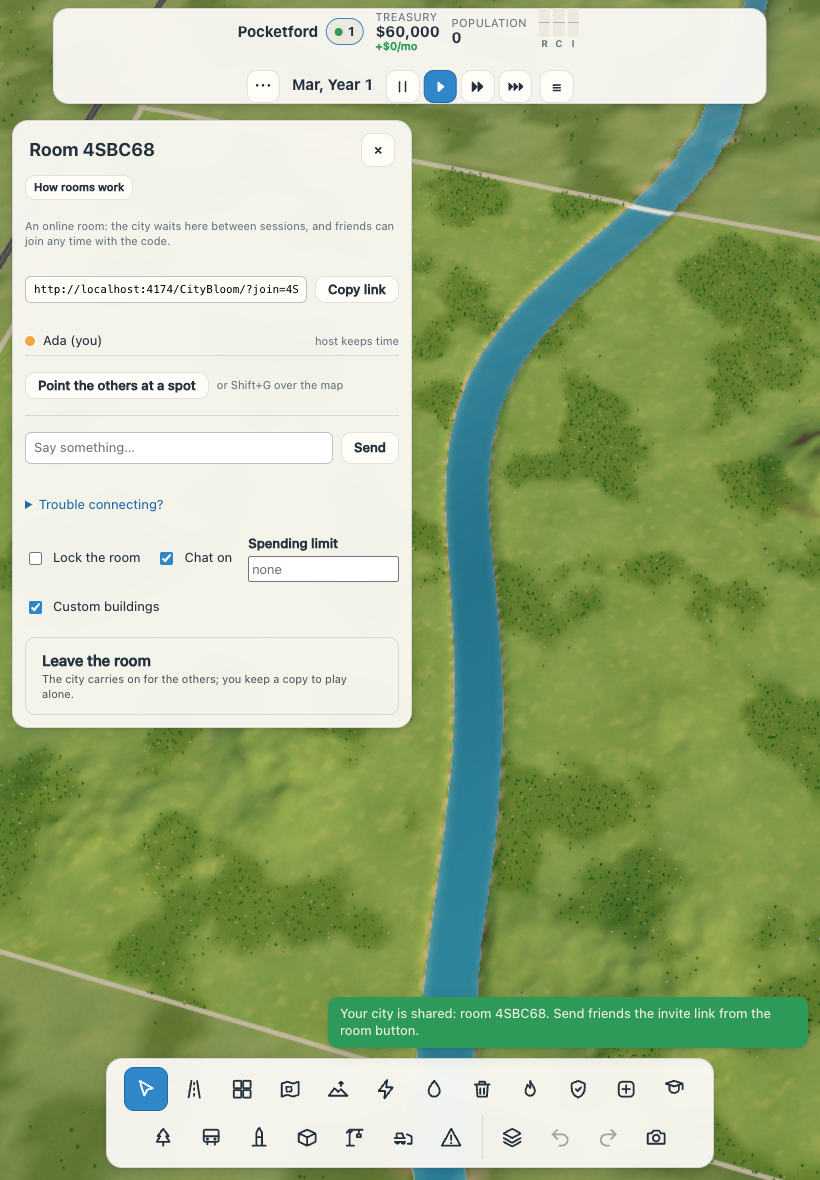 Pocketford
1
TREASURY
$60,000
+$0/mo
POPULATION
0
R C I
Mar, Year 1
Room 4SBC68
How rooms work
An online room: the city waits here between sessions, and friends can
join any time with the code.
http://localhost:4174/CityBloom/?join=4S
Copy link
Ada (you)
host keeps time
Point the others at a spot
or Shift+G over the map
Say something...
Send
Trouble connecting?
Lock the room
Chat on
Spending limit
none
Custom buildings
Leave the room
The city carries on for the others; you keep a copy to play
alone.
Your city is shared: room 4SBC68. Send friends the invite link from the
room button.